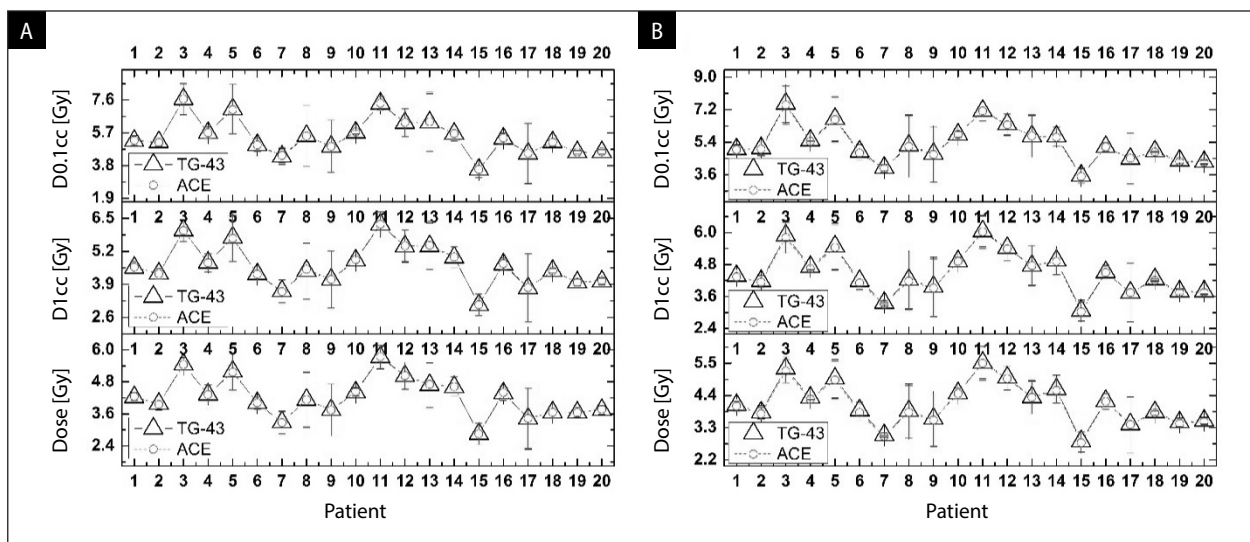 A
1 2 3 4 5 6 7 8 9 10 11 12 13 14 15 16 17 18 19 20
D0.1cc [Gy]
7.6
5.7
3.8
1.9
TG-43
ACE
1 2 3 4 5 6 7 8 9 10 11 12 13 14 15 16 17 18 19 20
D1cc [Gy]
6.5
5.2
3.9
2.6
TG-43
ACE
1 2 3 4 5 6 7 8 9 10 11 12 13 14 15 16 17 18 19 20
Dose [Gy]
6.0
4.8
3.6
2.4
TG-43
ACE
1 2 3 4 5 6 7 8 9 10 11 12 13 14 15 16 17 18 19 20
Patient
B
1 2 3 4 5 6 7 8 9 10 11 12 13 14 15 16 17 18 19 20
D0.1cc [Gy]
9.0
7.2
5.4
3.6
TG-43
ACE
1 2 3 4 5 6 7 8 9 10 11 12 13 14 15 16 17 18 19 20
D1cc [Gy]
6.0
4.8
3.6
2.4
TG-43
ACE
1 2 3 4 5 6 7 8 9 10 11 12 13 14 15 16 17 18 19 20
Dose [Gy]
5.5
4.4
3.3
2.2
TG-43
ACE
1 2 3 4 5 6 7 8 9 10 11 12 13 14 15 16 17 18 19 20
Patient